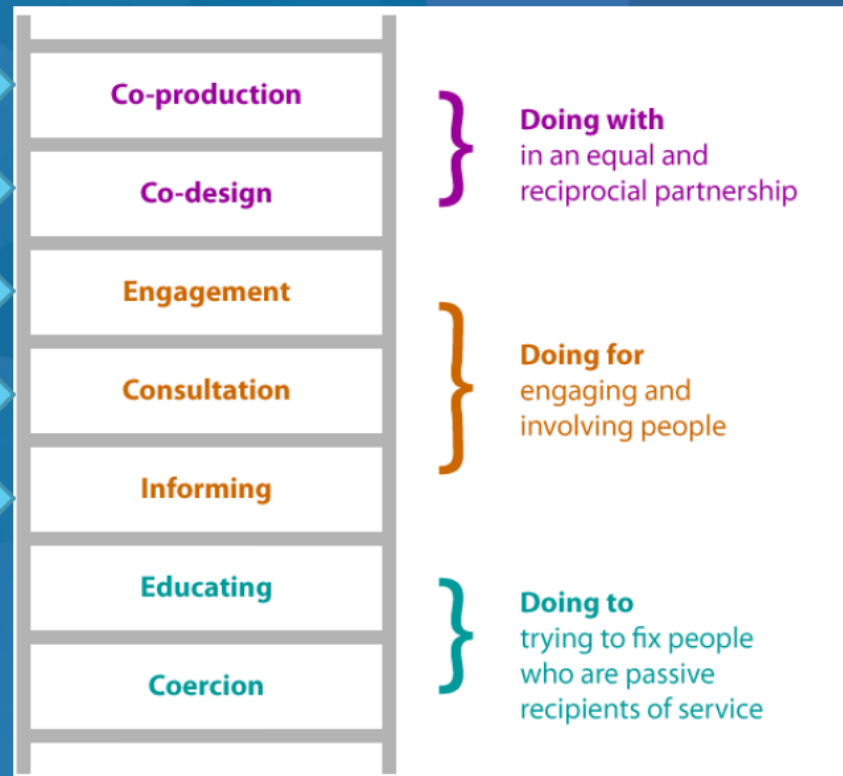 Co-production
Co-design
Doing with
in an equal and
reciprocial partnership
Engagement
Consultation
Informing
Doing for
engaging and
involving people
Educating
Coercion
Doing to
trying to fix people
who are passive
recipients of service